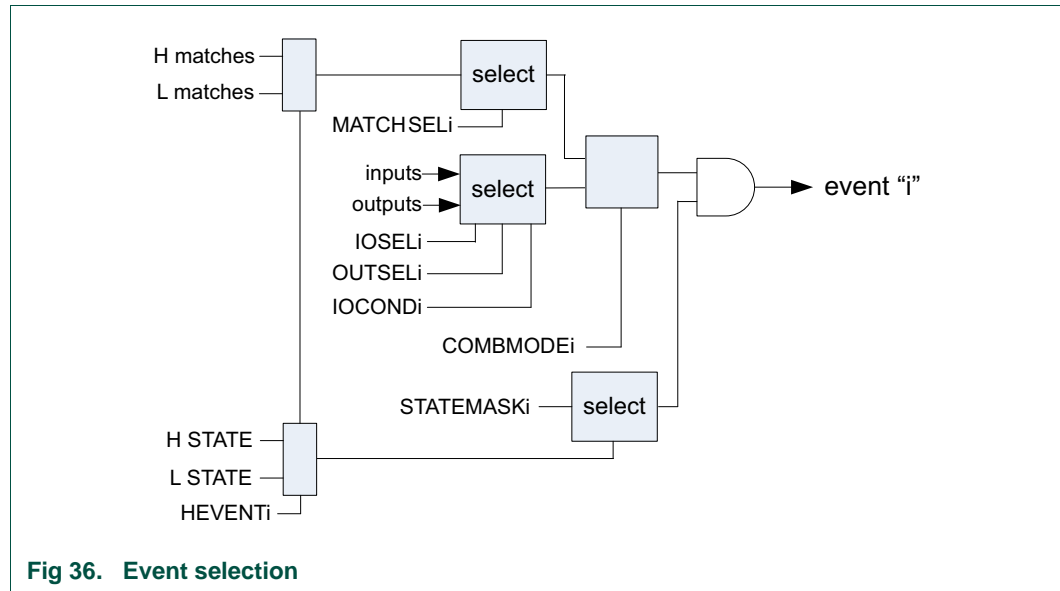 H matches
L matches
select
MATCHSELi
inputs
outputs
select
IOSELi
OUTSELi
IOCONDi
event “i”
COMBMODEi
STATEMASKi
select
H STATE
L STATE
HEVENTi
Fig 36. Event selection